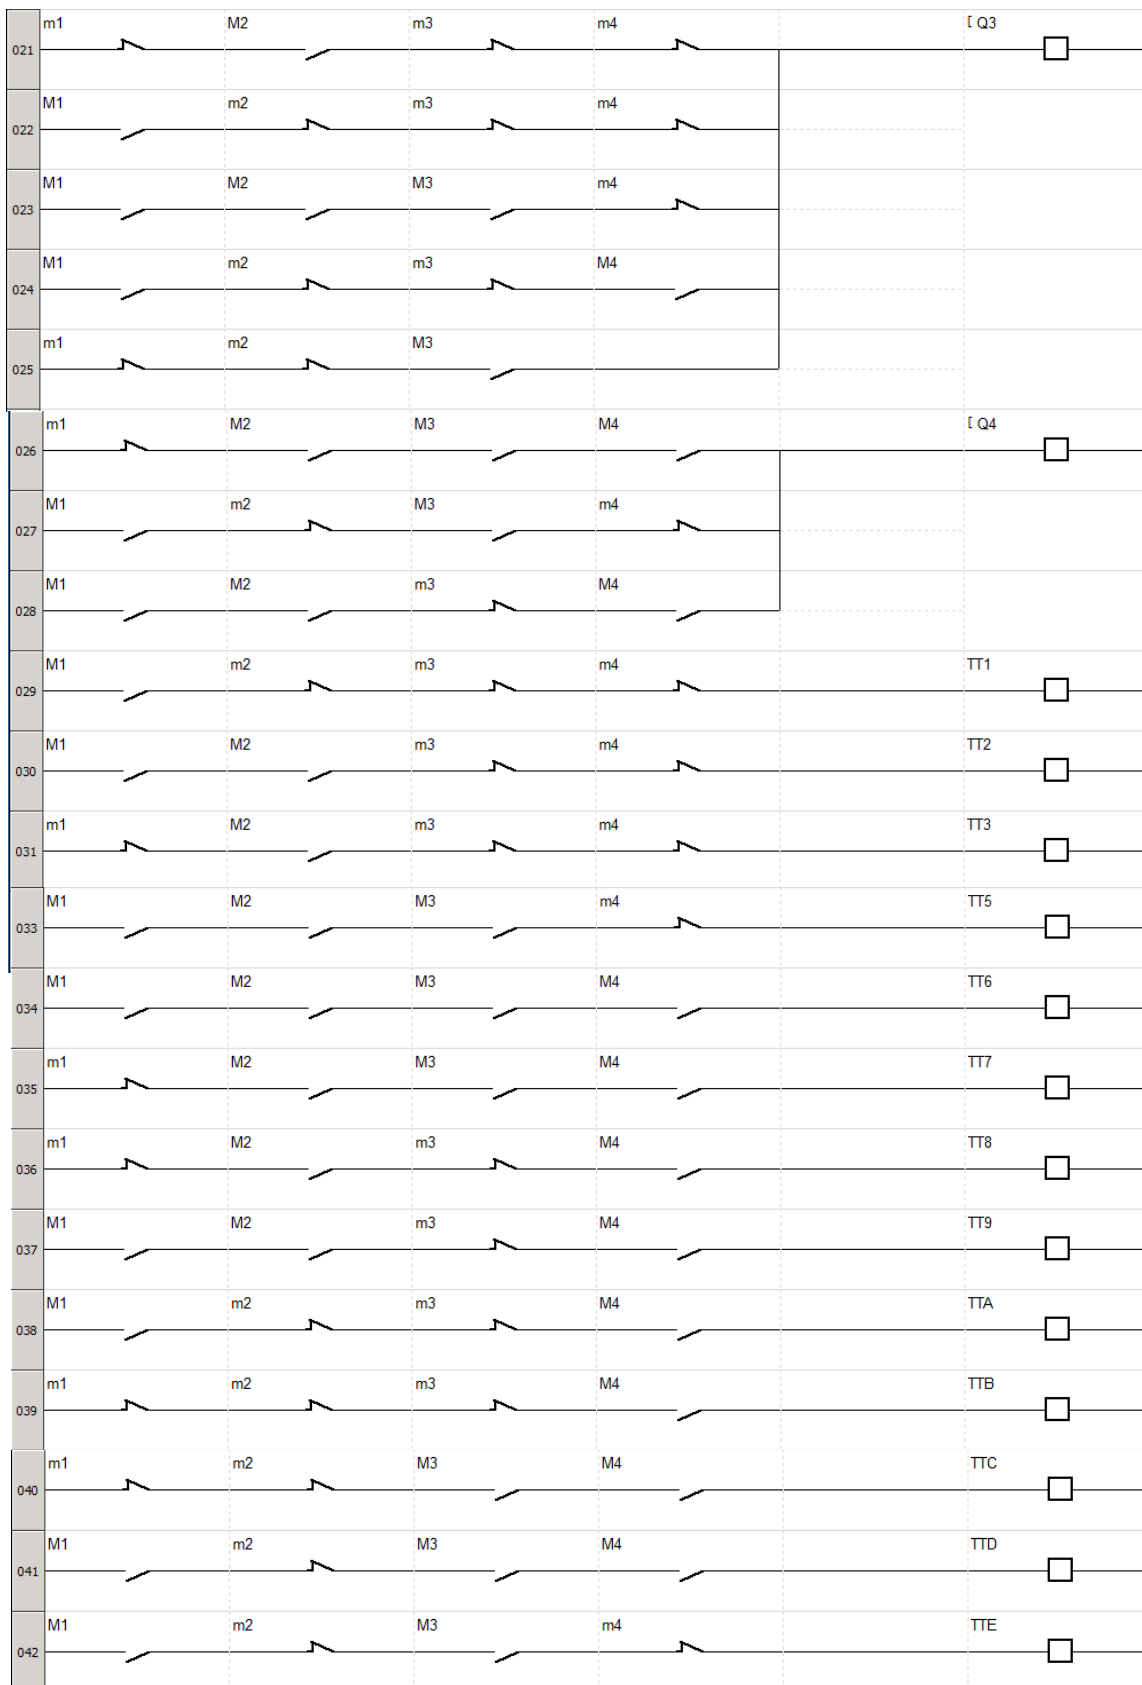 m1 M2 m3 m4 [ Q3
021
M1 m2 m3 m4
022
M1 M2 M3 m4
023
M1 m2 m3 M4
024
m1 m2 M3
025
m1 M2 M3 M4 [ Q4
026
M1 m2 M3 m4
027
M1 M2 m3 M4
028
M1 m2 m3 m4 TT1
029
M1 M2 m3 m4 TT2
030
m1 M2 m3 m4 TT3
031
M1 M2 M3 m4 TT5
033
M1 M2 M3 M4 TT6
034
m1 M2 M3 M4 TT7
035
m1 M2 m3 M4 TT8
036
M1 M2 m3 M4 TT9
037
M1 m2 m3 M4 TTA
038
m1 m2 m3 M4 TTB
039
m1 m2 M3 M4 TTC
040
M1 m2 M3 M4 TTD
041
M1 m2 M3 m4 TTE
042